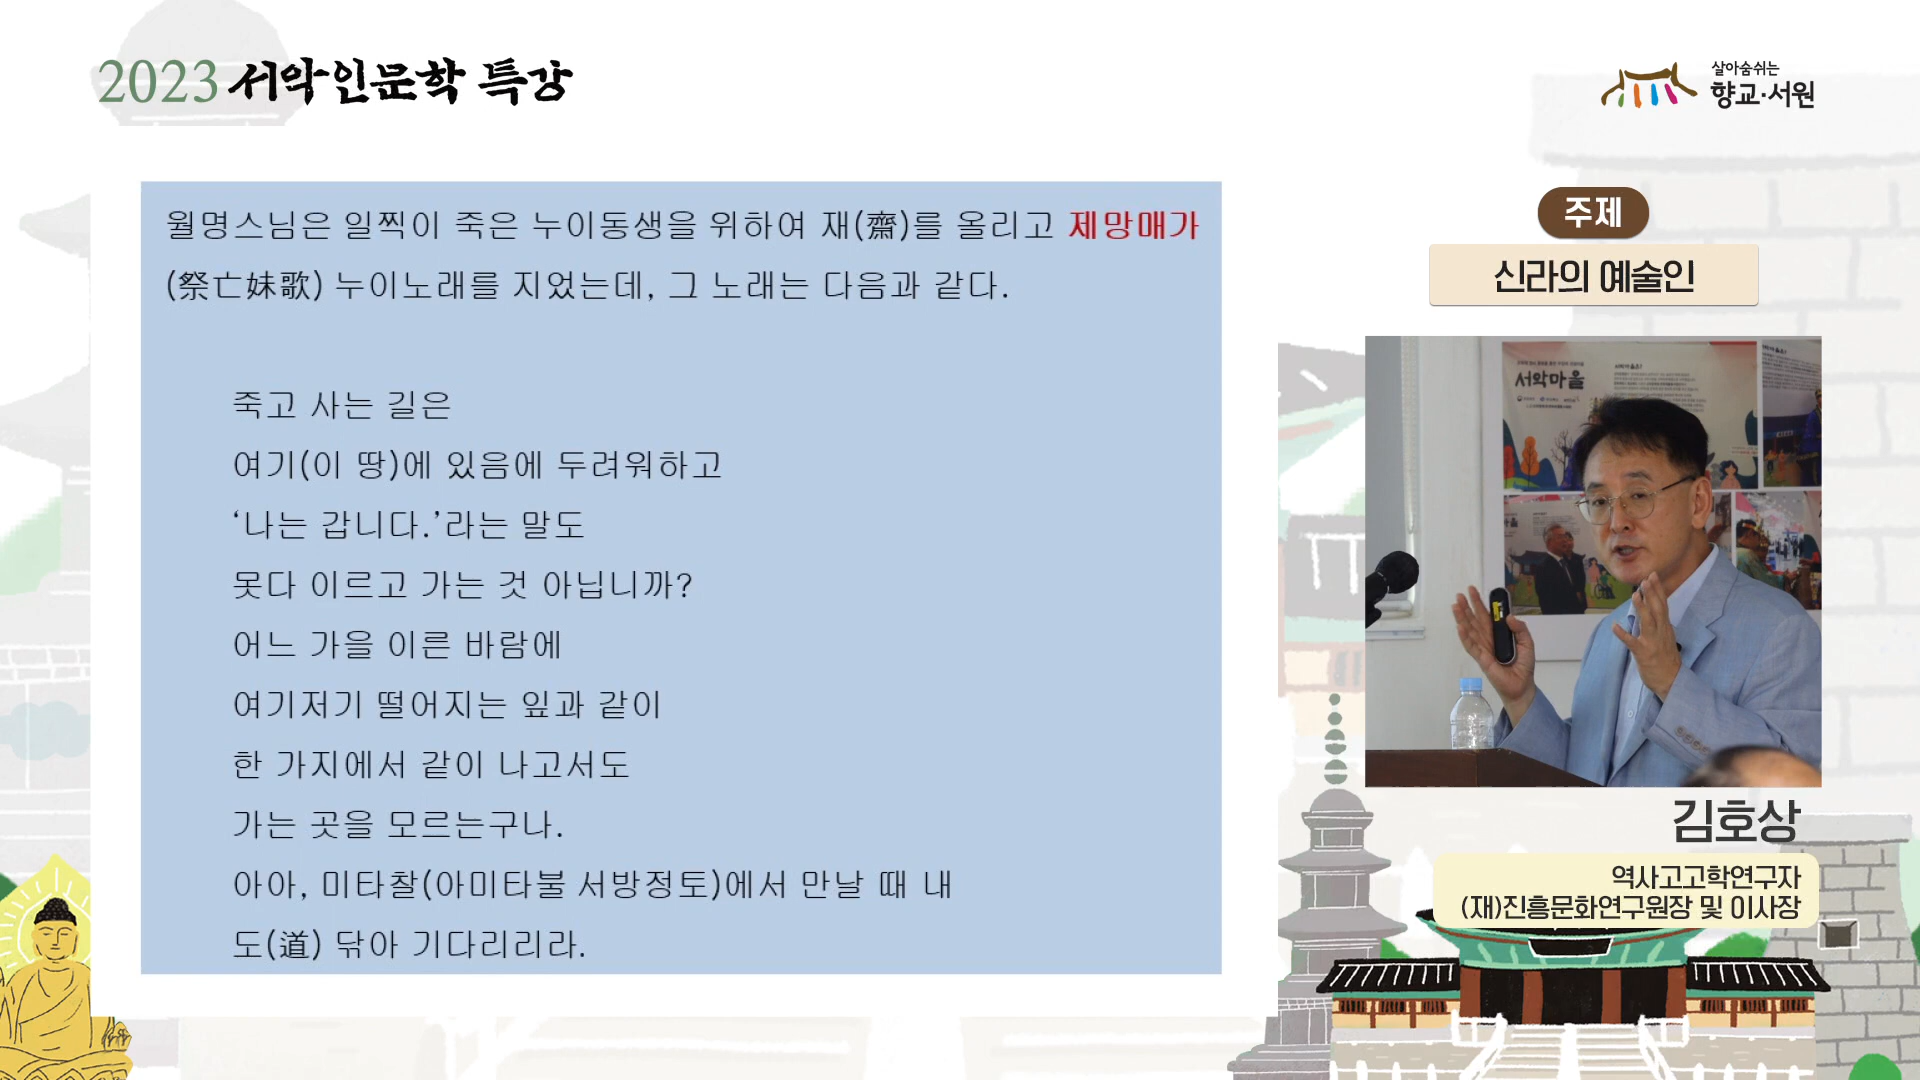 2023 서악인문학 특강
살아숨쉬는
향교·서원
월명스님은 일찍이 죽은 누이동생을 위하여 재(齋)를 올리고 제망매가
(祭亡妹歌) 누이노래를 지었는데, 그 노래는 다음과 같다.
죽고 사는 길은
여기(이 땅)에 있음에 두려워하고
‘나는 갑니다.’라는 말도
못다 이르고 가는 것 아닙니까?
어느 가을 이른 바람에
여기저기 떨어지는 잎과 같이
한 가지에서 같이 나고서도
가는 곳을 모르는구나.
아아, 미타찰(아미타불 서방정토)에서 만날 때 내
도(道) 닦아 기다리리라.
주제
신라의 예술인
서악마을
김호상
역사고고학연구자
(재)진흥문화연구원장 및 이사장